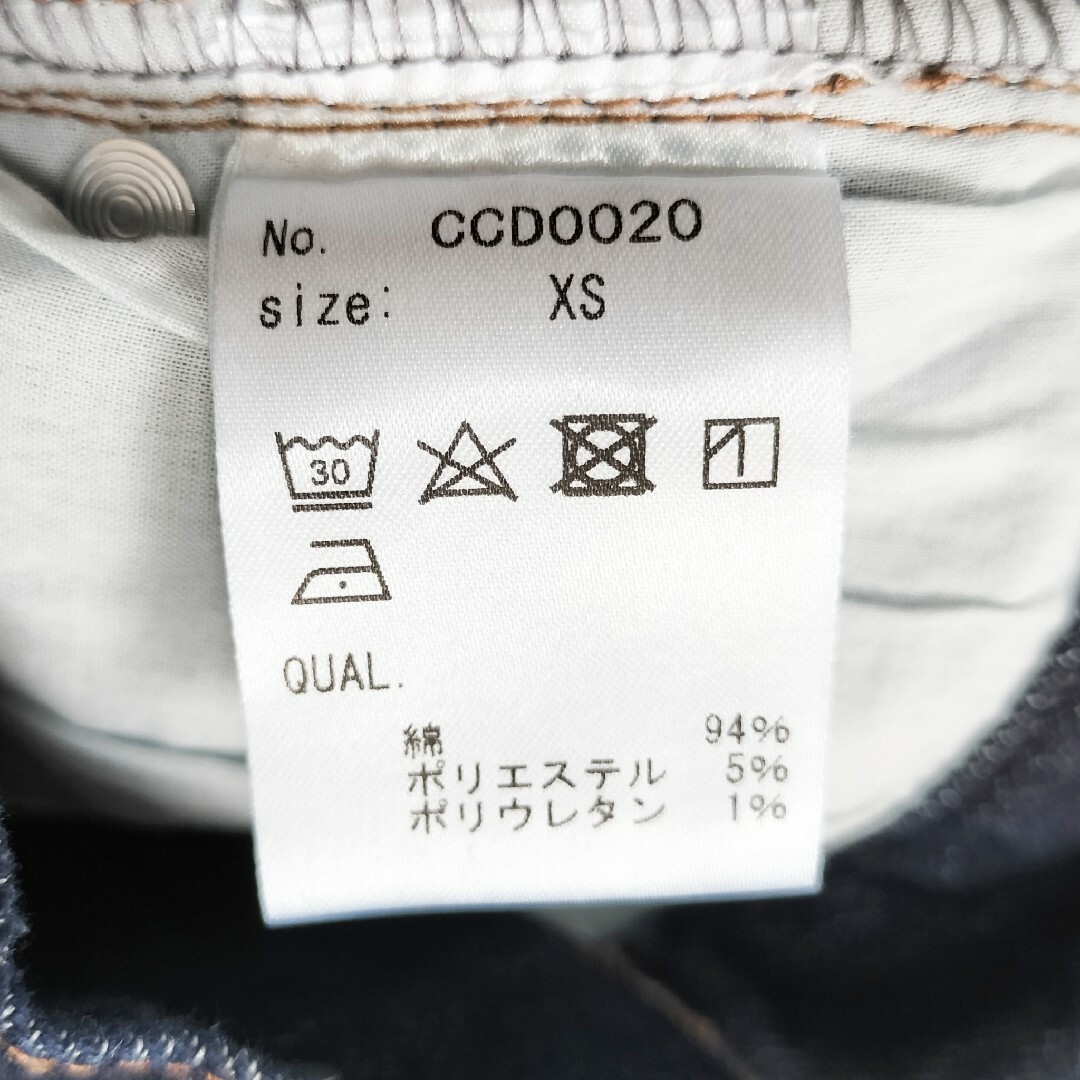 No. CCD0020
size: XS
30
QUAL.
綿 94%
ポリエステル 5%
ポリウレタン 1%